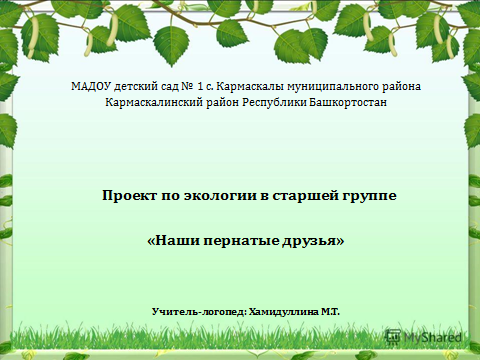 МАДОУ детский сад № 1 с. Кармаскалы муниципального района
Кармаскалинский район Республики Башкортостан
Проект по экологии в старшей группе
«Наши пернатые друзья»
Учитель-логопед: Хамидуллина М.Т.
MyShared